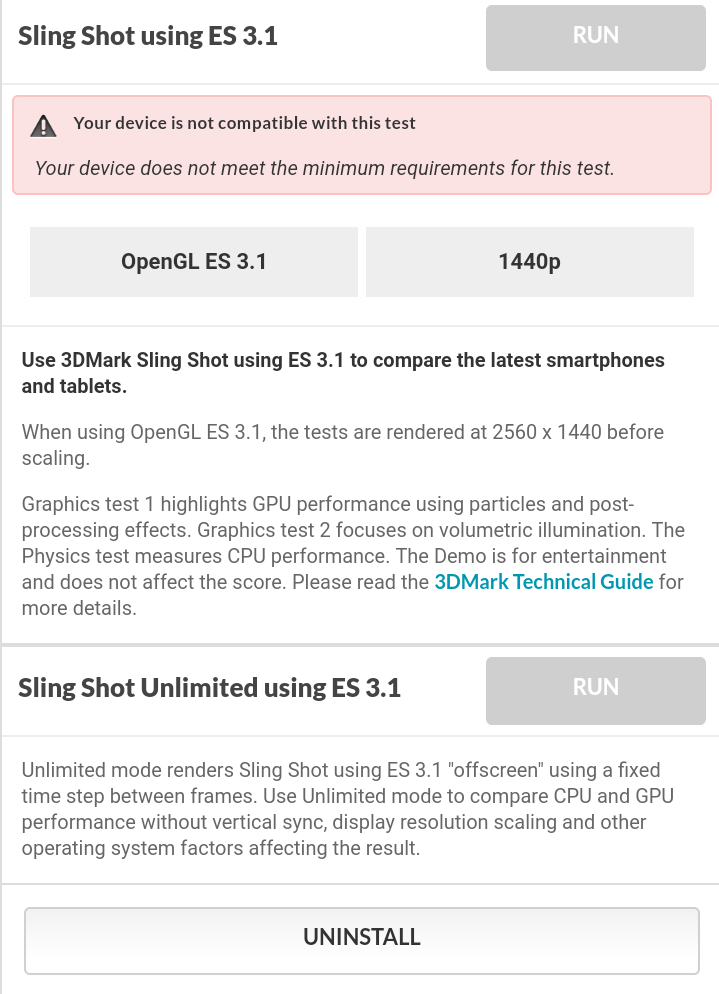 Sling Shot using ES 3.1
RUN
Your device is not compatible with this test
Your device does not meet the minimum requirements for this test.
OpenGL ES 3.1
1440p
Use 3DMark Sling Shot using ES 3.1 to compare the latest smartphones
and tablets.
When using OpenGL ES 3.1, the tests are rendered at 2560 x 1440 before
scaling.
Graphics test 1 highlights GPU performance using particles and post-
processing effects. Graphics test 2 focuses on volumetric illumination. The
Physics test measures CPU performance. The Demo is for entertainment
and does not affect the score. Please read the 3DMark Technical Guide for
more details.
Sling Shot Unlimited using ES 3.1
RUN
Unlimited mode renders Sling Shot using ES 3.1 "offscreen" using a fixed
time step between frames. Use Unlimited mode to compare CPU and GPU
performance without vertical sync, display resolution scaling and other
operating system factors affecting the result.
UNINSTALL